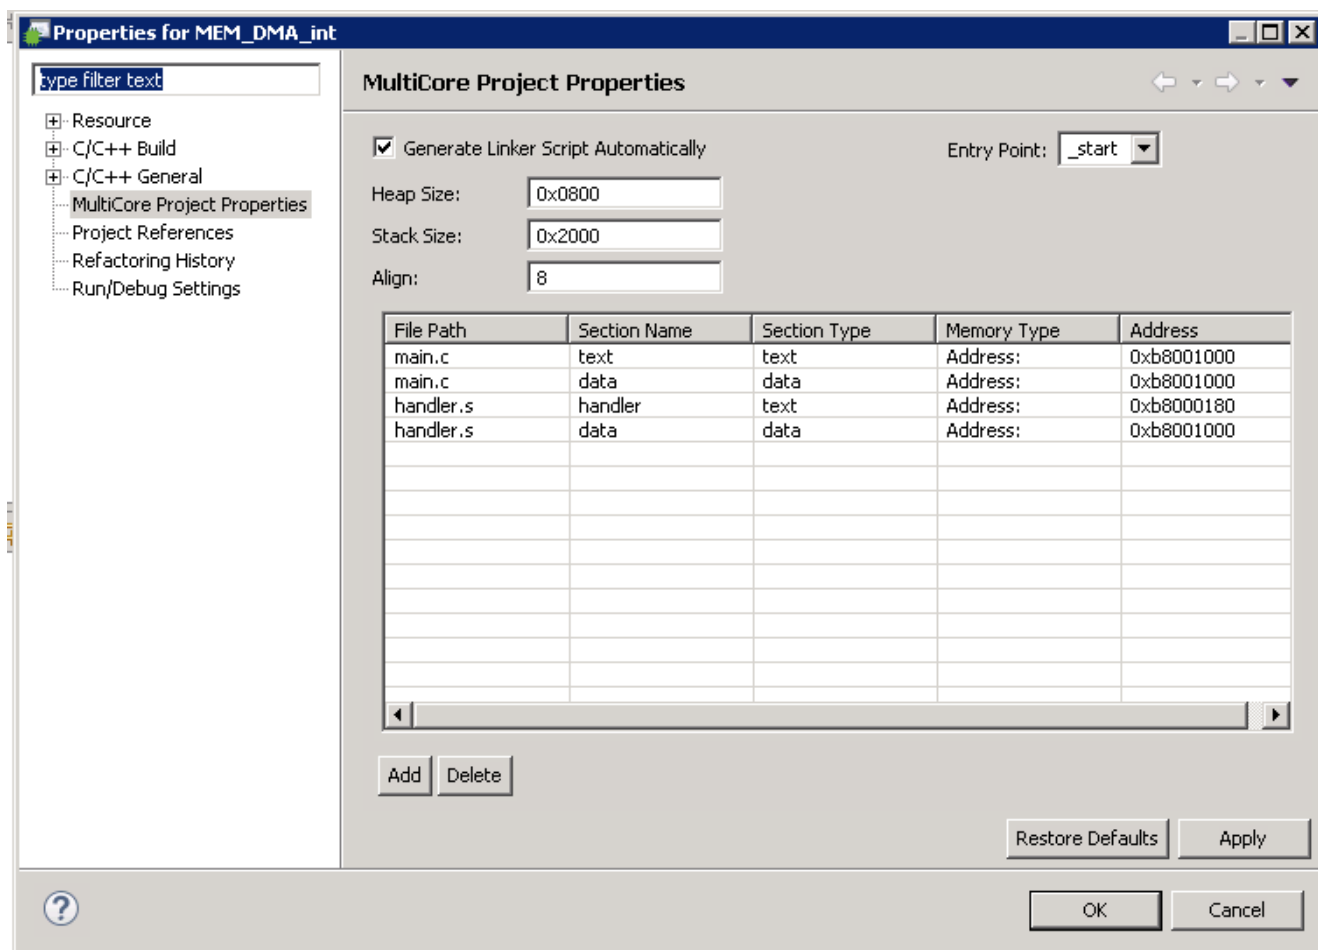 Properties for MEM_DMA_int
type filter text
Resource
C/C++ Build
C/C++ General
MultiCore Project Properties
Project References
Refactoring History
Run/Debug Settings
MultiCore Project Properties
Generate Linker Script Automatically
Entry Point: _start
Heap Size: 0x0800
Stack Size: 0x2000
Align: 8
File Path Section Name Section Type Memory Type Address
main.c text text Address: 0xb8001000
main.c data data Address: 0xb8001000
handler.s handler text Address: 0xb8000180
handler.s data data Address: 0xb8001000
Add Delete
Restore Defaults Apply
? OK Cancel